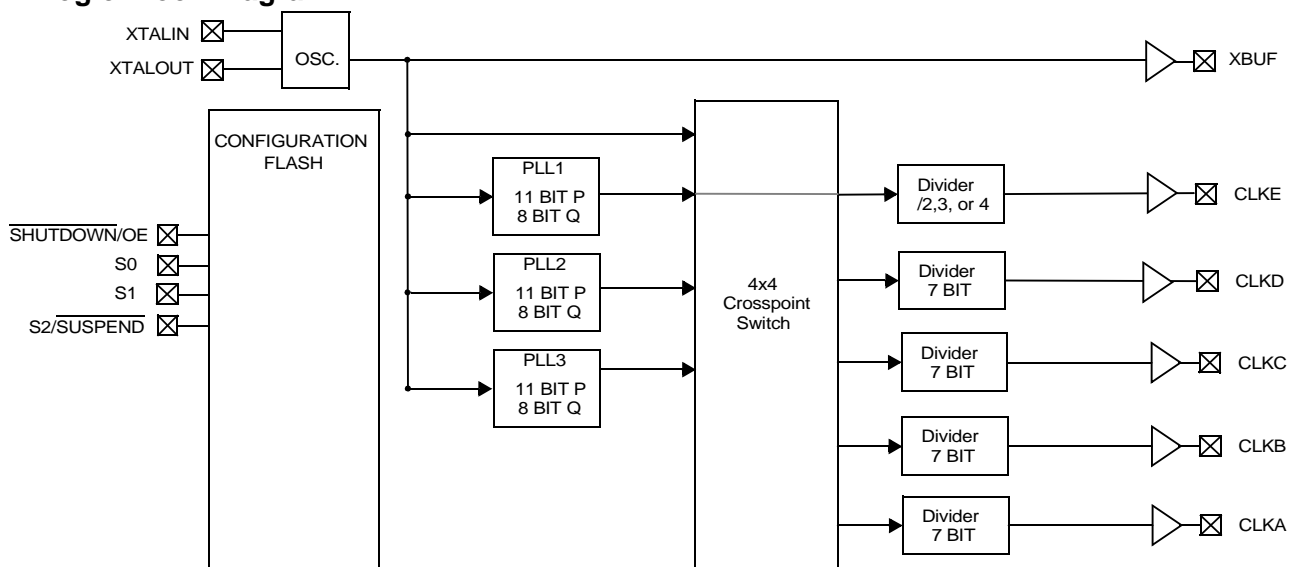 XTALIN
XTALOUT
OSC.
XBUF
CONFIGURATION
FLASH
SHUTDOWN/OE
S0
S1
S2/SUSPEND
PLL1
11 BIT P
8 BIT Q
PLL2
11 BIT P
8 BIT Q
PLL3
11 BIT P
8 BIT Q
4x4
Crosspoint
Switch
Divider
/2,3, or 4
CLKE
Divider
7 BIT
CLKD
Divider
7 BIT
CLKC
Divider
7 BIT
CLKB
Divider
7 BIT
CLKA